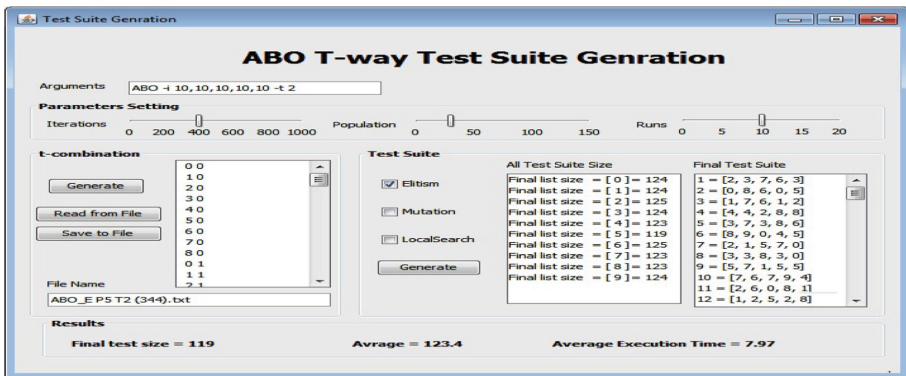 Test Suite Genration
ABO T-way Test Suite Genration
Arguments
ABO -i 10,10,10,10,10 -t 2
Parameters Setting
Iterations
0 200 400 600 800 1000
Population
0 50 100 150
Runs
0 5 10 15 20
t-combination
Generate
Read from File
Save to File
0 0
1 0
2 0
3 0
4 0
5 0
6 0
7 0
8 0
0 1
1 1
2 1
File Name
ABO_E P5 T2 (344).txt
Test Suite
Elitism
Mutation
LocalSearch
Generate
All Test Suite Size
Final list size = [ 0 ]= 124
Final list size = [ 1 ]= 124
Final list size = [ 2 ]= 125
Final list size = [ 3 ]= 124
Final list size = [ 4 ]= 123
Final list size = [ 5 ]= 119
Final list size = [ 6 ]= 125
Final list size = [ 7 ]= 123
Final list size = [ 8 ]= 123
Final list size = [ 9 ]= 124
Final Test Suite
1 = [2, 3, 7, 6, 3]
2 = [0, 8, 6, 0, 5]
3 = [1, 7, 6, 1, 2]
4 = [4, 4, 2, 8, 8]
5 = [3, 7, 3, 8, 6]
6 = [8, 9, 0, 4, 5]
7 = [2, 1, 5, 7, 0]
8 = [3, 3, 8, 3, 0]
9 = [5, 7, 1, 5, 5]
10 = [7, 6, 7, 9, 4]
11 = [2, 6, 0, 8, 1]
12 = [1, 2, 5, 2, 8]
Results
Final test size = 119
Avrage = 123.4
Average Execution Time = 7.97